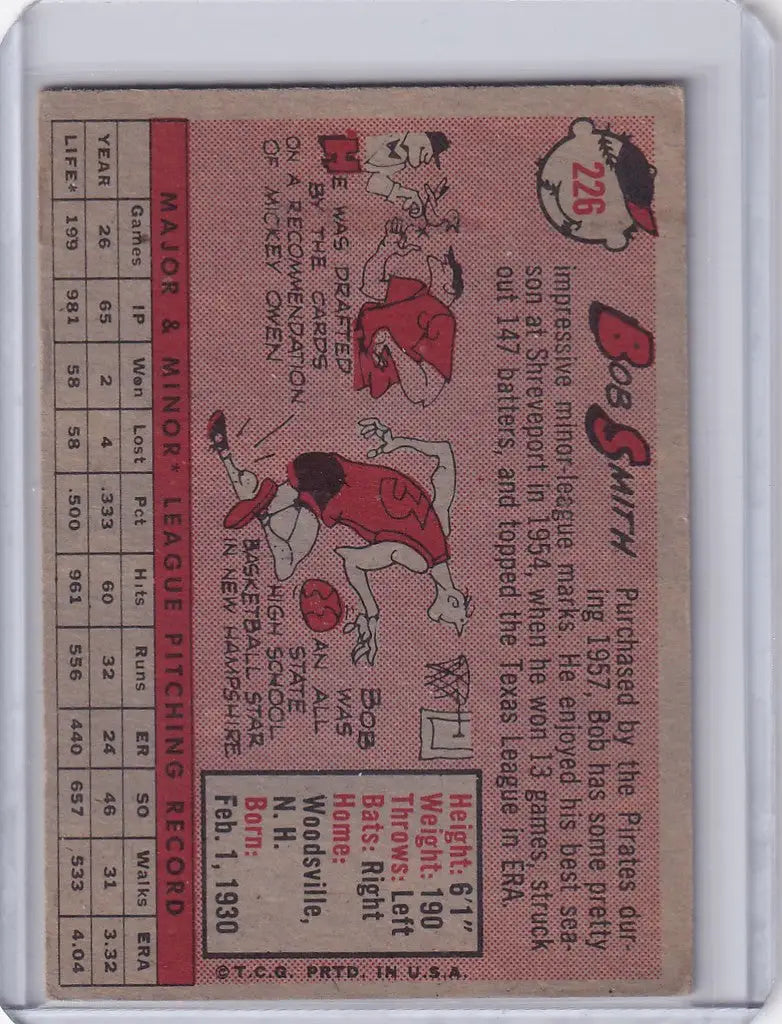 226
BOB SMITH
Purchased by the Pirates dur-
ing 1957, Bob has some pretty
impressive minor-league marks. He enjoyed his best sea-
son at Shreveport in 1954, when he won 13 games, struck
out 147 batters, and topped the Texas League in ERA
HE WAS DRAFTED
BY THE CARDS
ON A RECOMMENDATION
OF MICKEY OWEN
3
3
BOB
WAS
AN ALL
STATE
HIGH SCHOOL
BASKETBALL STAR
IN NEW HAMPSHIRE
Height: 6'1"
Weight: 190
Throws: Left
Bats: Right
Home:
Woodsville,
N. H.
Born:
Feb. 1, 1930
©T.C.G. PRTD. IN U.S.A.
MAJOR & MINOR* LEAGUE PITCHING RECORD
Games IP Won Lost Pct Hits Runs ER SO Walks ERA
YEAR 26 65 2 4 .333 60 32 24 46 31 3.32
LIFE* 199 981 58 58 .500 961 556 440 657 533 4.04